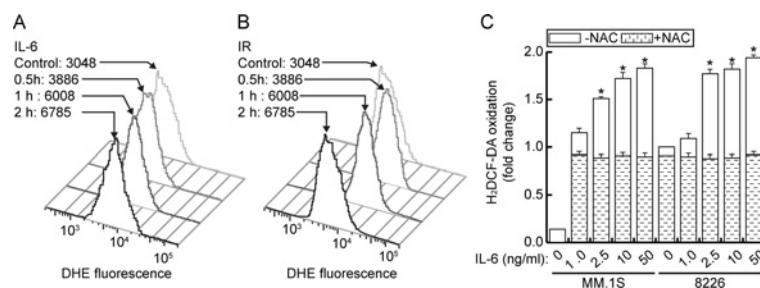 A
IL-6
Control: 3048
0.5h: 3886
1 h : 6008
2 h: 6785
10³
10⁴
10⁵
DHE fluorescence
B
IR
Control: 3048
0.5h: 3886
1 h : 6008
2 h: 6785
10³
10⁴
10⁵
DHE fluorescence
C
-NAC
+NAC
H₂DCF-DA oxidation
(fold change)
2.0
1.5
1.0
0.5
0.0
* * * * * *
IL-6 (ng/ml): 0 1.0 2.5 10 50 0 1.0 2.5 10 50
MM.1S 8226